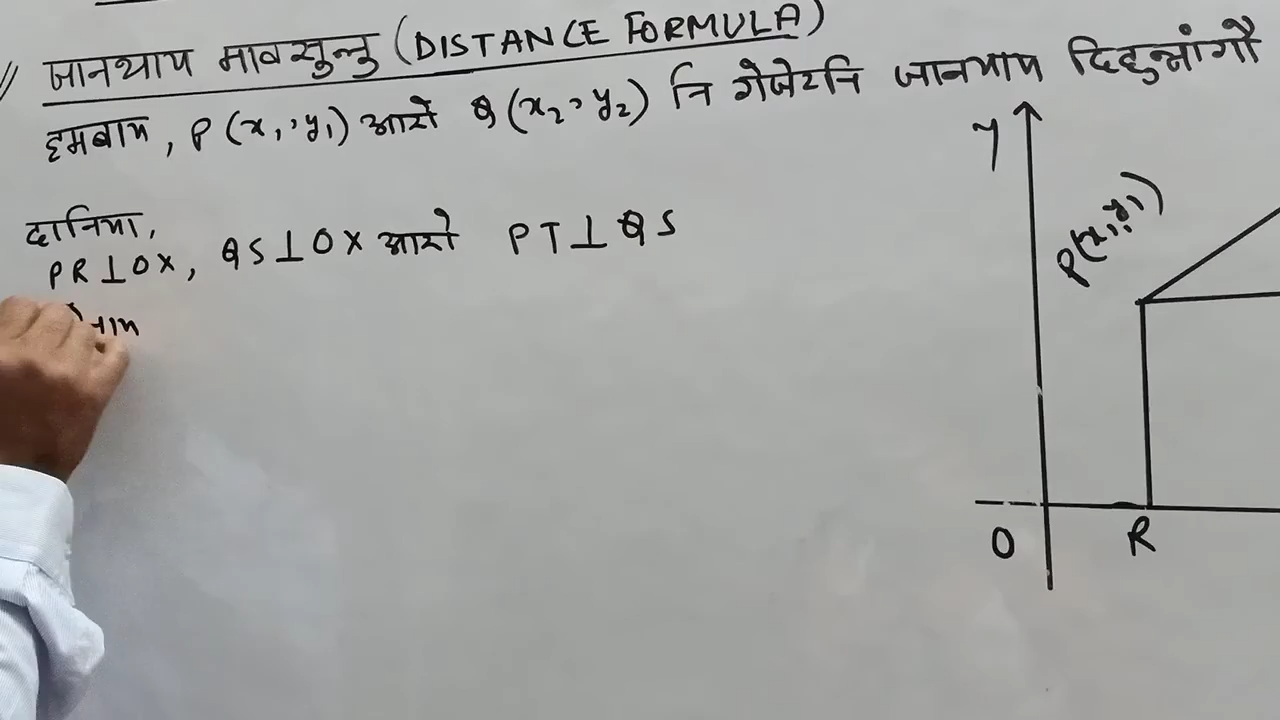 जानथाय मावसुन्थु (DISTANCE FORMULA)
हमबाय, P(x₁, y₁) आरो Q(x₂, y₂) नि गेजेरनि जानथाय दिहुन्नांगौ
दानिया,
PR⊥OX, QS⊥OX आरो PT⊥QS
y
P(x₁, y₁)
O
R